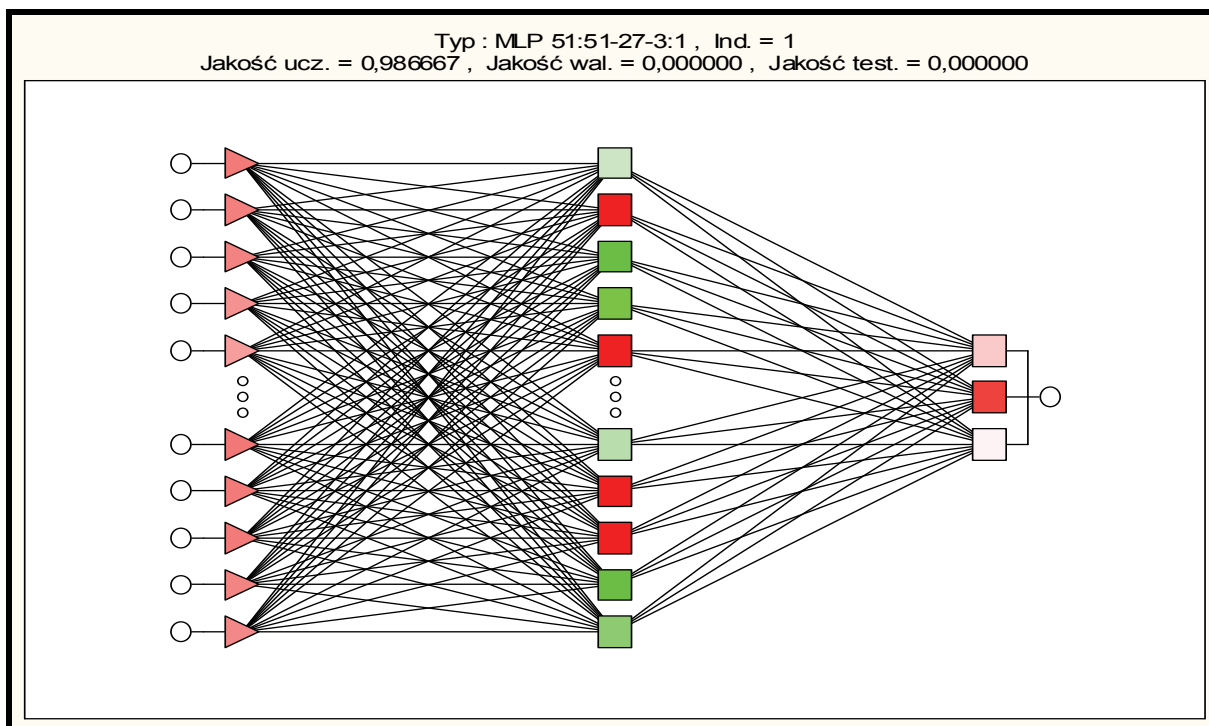 Typ : MLP 51:51-27-3:1 , Ind. = 1
Jakość ucz. = 0,986667 , Jakość wal. = 0,000000 , Jakość test. = 0,000000